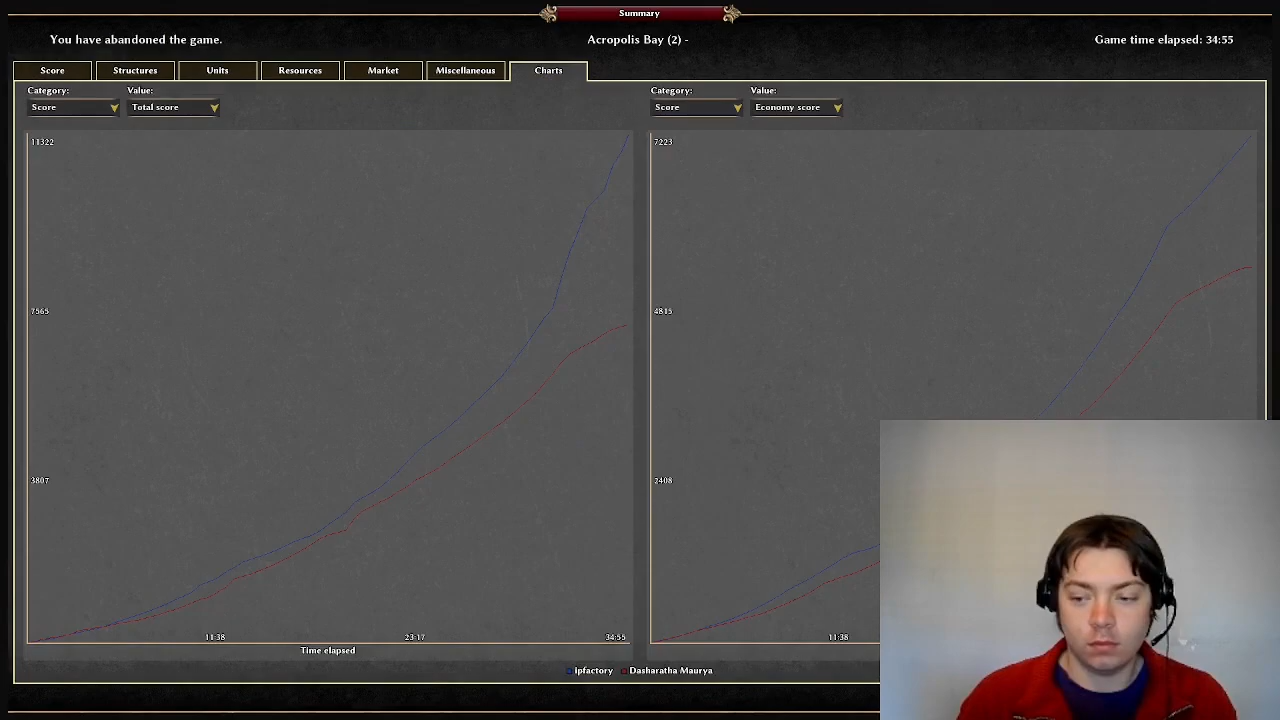 Summary
You have abandoned the game.
Acropolis Bay (2) -
Game time elapsed: 34:55
Score
Structures
Units
Resources
Market
Miscellaneous
Charts
Category:
Value:
Score
Total score
Category:
Value:
Score
Economy score
11322
7565
3807
11:38
23:17
34:55
Time elapsed
7223
4815
2408
11:38
Ipfactory
Dasharatha Maurya